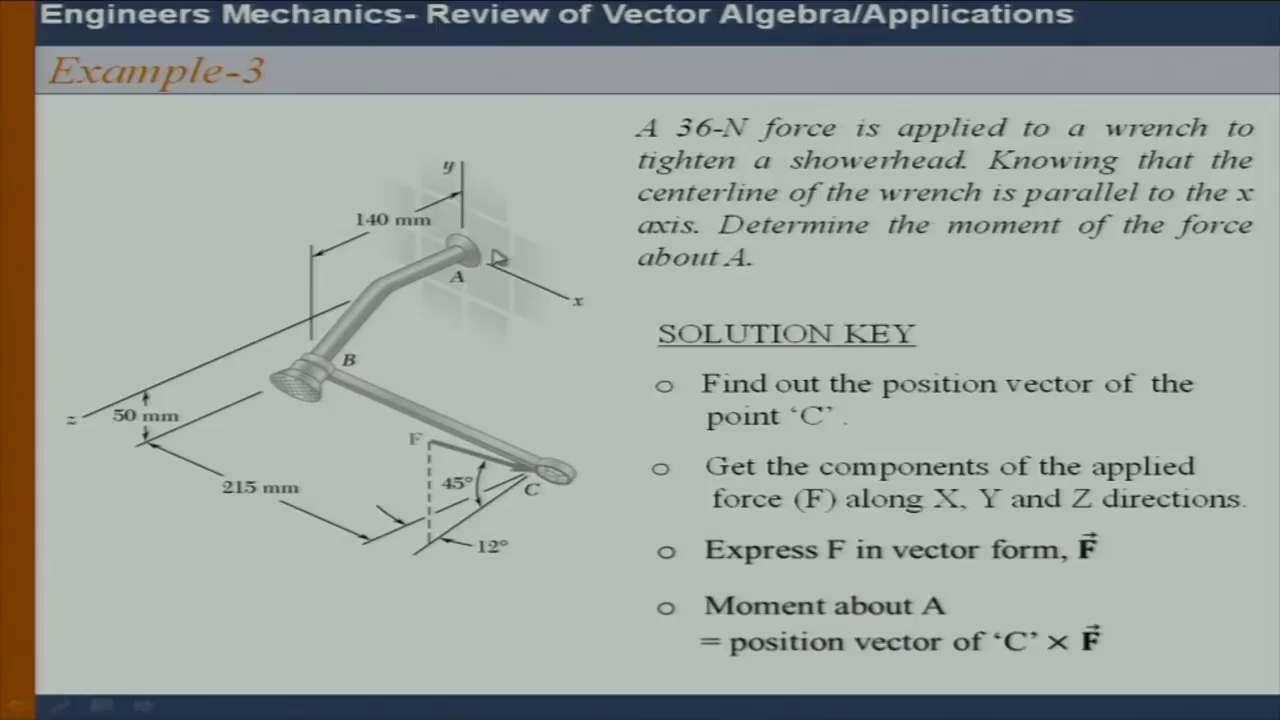 Engineers Mechanics- Review of Vector Algebra/Applications
Example-3
A 36-N force is applied to a wrench to
tighten a showerhead. Knowing that the
centerline of the wrench is parallel to the x
axis. Determine the moment of the force
about A.
y
140 mm
A
x
B
z
50 mm
F
45°
C
215 mm
12°
SOLUTION KEY
Find out the position vector of the
point ‘C’ .
Get the components of the applied
force (F) along X, Y and Z directions.
Express F in vector form, F⃗
Moment about A
= position vector of ‘C’ × F⃗